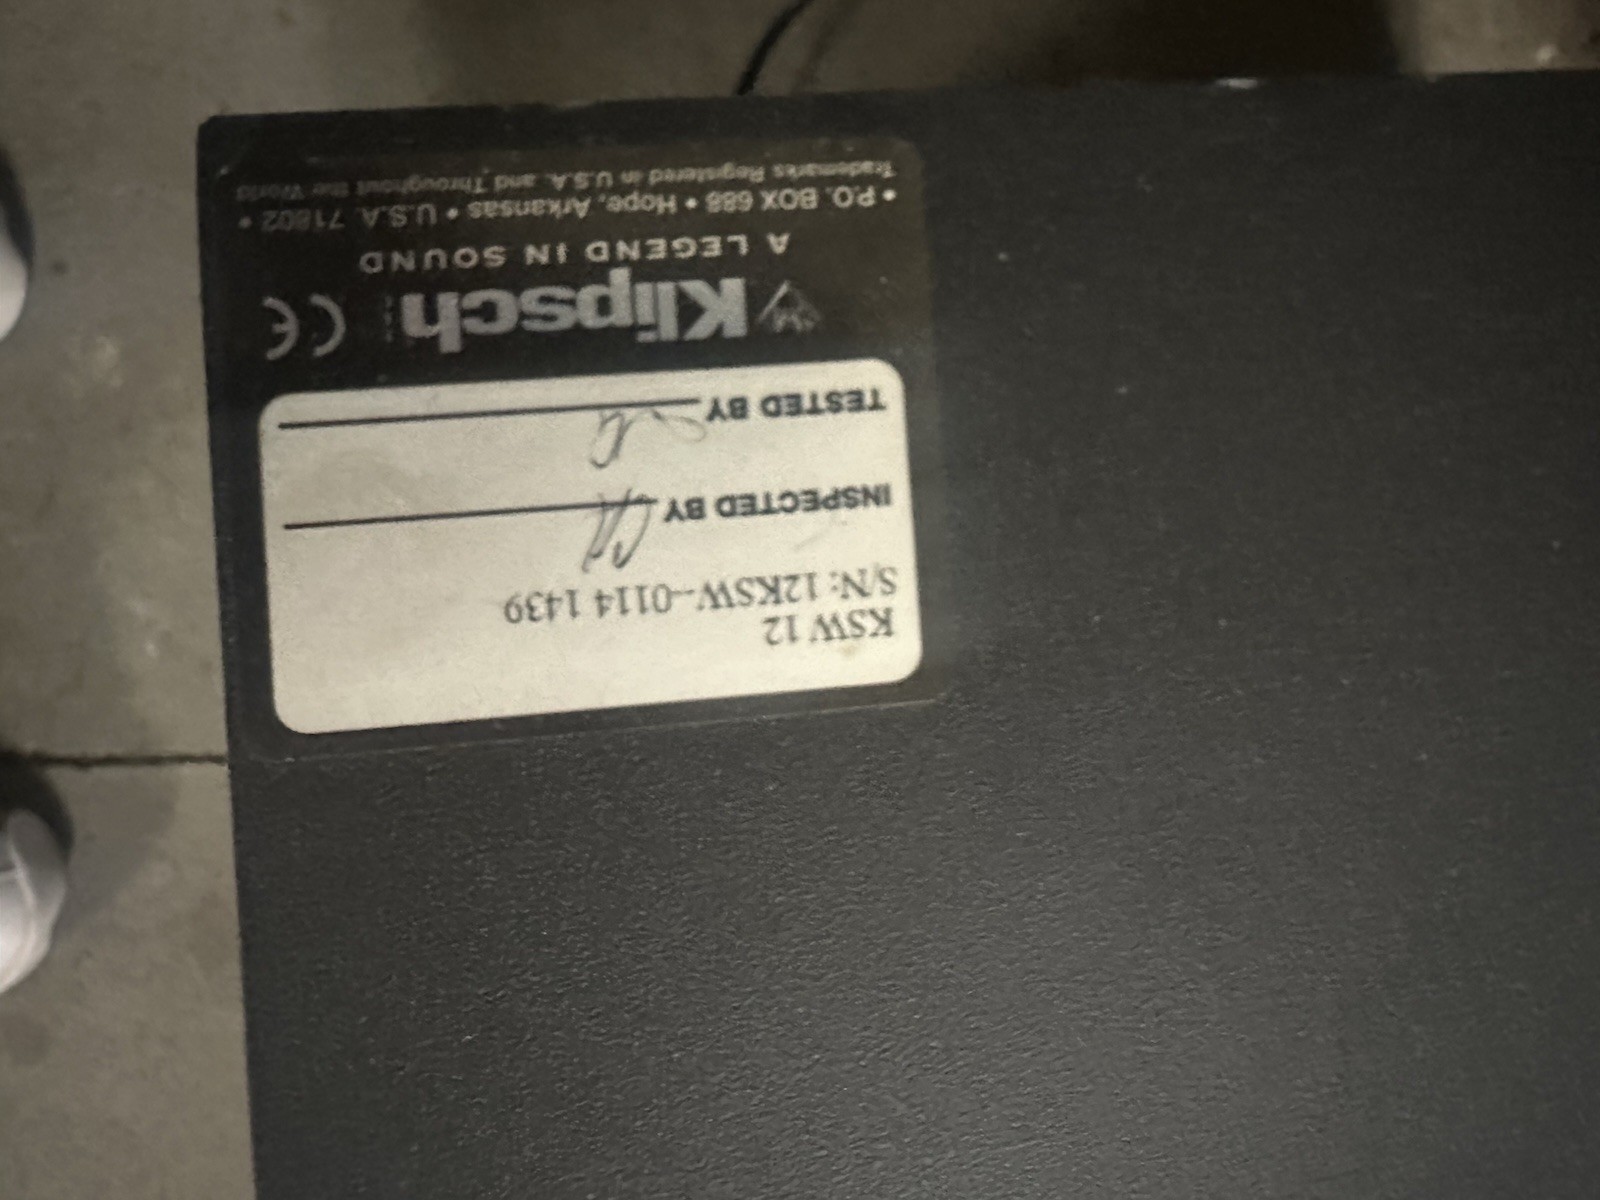 KSW 12
S/N: 12KSW-0114 1439
INSPECTED BY
TESTED BY
Klipsch
CE
A LEGEND IN SOUND
• P.O. BOX 688 • Hope, Arkansas • U.S.A. 71802 •
Trademarks Registered in U.S.A. and Throughout the World